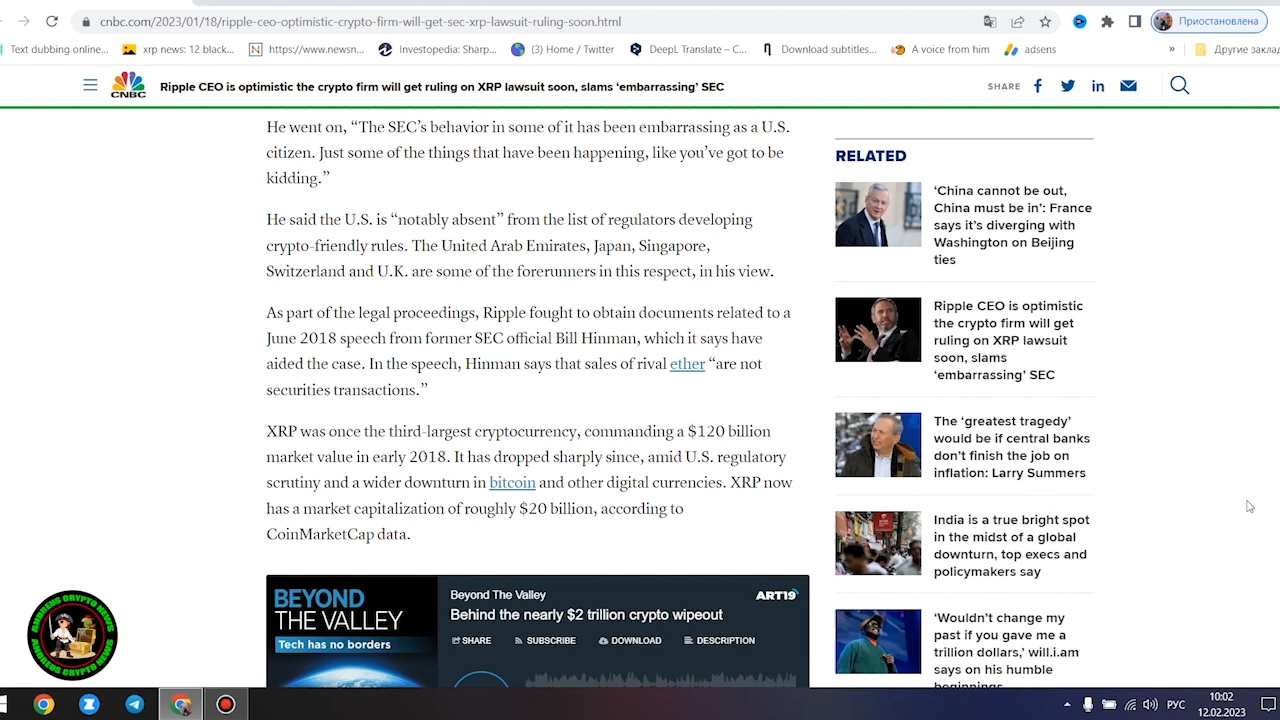 cnbc.com/2023/01/18/ripple-ceo-optimistic-crypto-firm-will-get-sec-xrp-lawsuit-ruling-soon.html
Приостановлена
Text dubbing online...
xrp news: 12 black...
https://www.newsn...
Investopedia: Sharp...
(3) Home / Twitter
DeepL Translate – C...
Download subtitles...
A voice from him
adsens
»
Другие заклад
CNBC
Ripple CEO is optimistic the crypto firm will get ruling on XRP lawsuit soon, slams ‘embarrassing’ SEC
SHARE
He went on, “The SEC’s behavior in some of it has been embarrassing as a U.S.
citizen. Just some of the things that have been happening, like you’ve got to be
kidding.”
He said the U.S. is “notably absent” from the list of regulators developing
crypto-friendly rules. The United Arab Emirates, Japan, Singapore,
Switzerland and U.K. are some of the forerunners in this respect, in his view.
As part of the legal proceedings, Ripple fought to obtain documents related to a
June 2018 speech from former SEC official Bill Hinman, which it says have
aided the case. In the speech, Hinman says that sales of rival ether “are not
securities transactions.”
XRP was once the third-largest cryptocurrency, commanding a $120 billion
market value in early 2018. It has dropped sharply since, amid U.S. regulatory
scrutiny and a wider downturn in bitcoin and other digital currencies. XRP now
has a market capitalization of roughly $20 billion, according to
CoinMarketCap data.
BEYOND
THE VALLEY
Tech has no borders
Beyond The Valley
Behind the nearly $2 trillion crypto wipeout
ART19
SHARE
SUBSCRIBE
DOWNLOAD
DESCRIPTION
RELATED
‘China cannot be out,
China must be in’: France
says it’s diverging with
Washington on Beijing
ties
Ripple CEO is optimistic
the crypto firm will get
ruling on XRP lawsuit
soon, slams
‘embarrassing’ SEC
The ‘greatest tragedy’
would be if central banks
don’t finish the job on
inflation: Larry Summers
India is a true bright spot
in the midst of a global
downturn, top execs and
policymakers say
‘Wouldn’t change my
past if you gave me a
trillion dollars,’ will.i.am
says on his humble
beginnings
ANDREUS CRYPTO NEWS
ANDREUS CRYPTO NEWS
РУС
10:02
12.02.2023